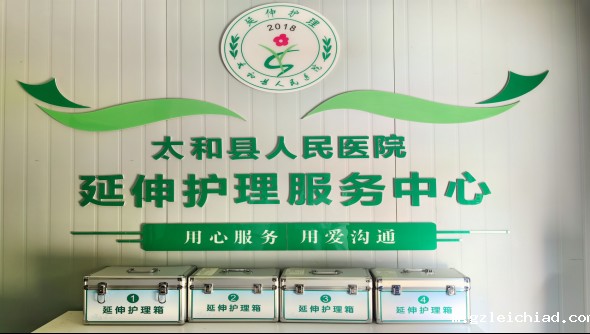 延伸护理
2018
太和县人民医院
太和县人民医院
延伸护理服务中心
用心服务 用爱沟通
1 2 3 4
延伸护理箱 延伸护理箱 延伸护理箱 延伸护理箱
m.gzleichiad.com